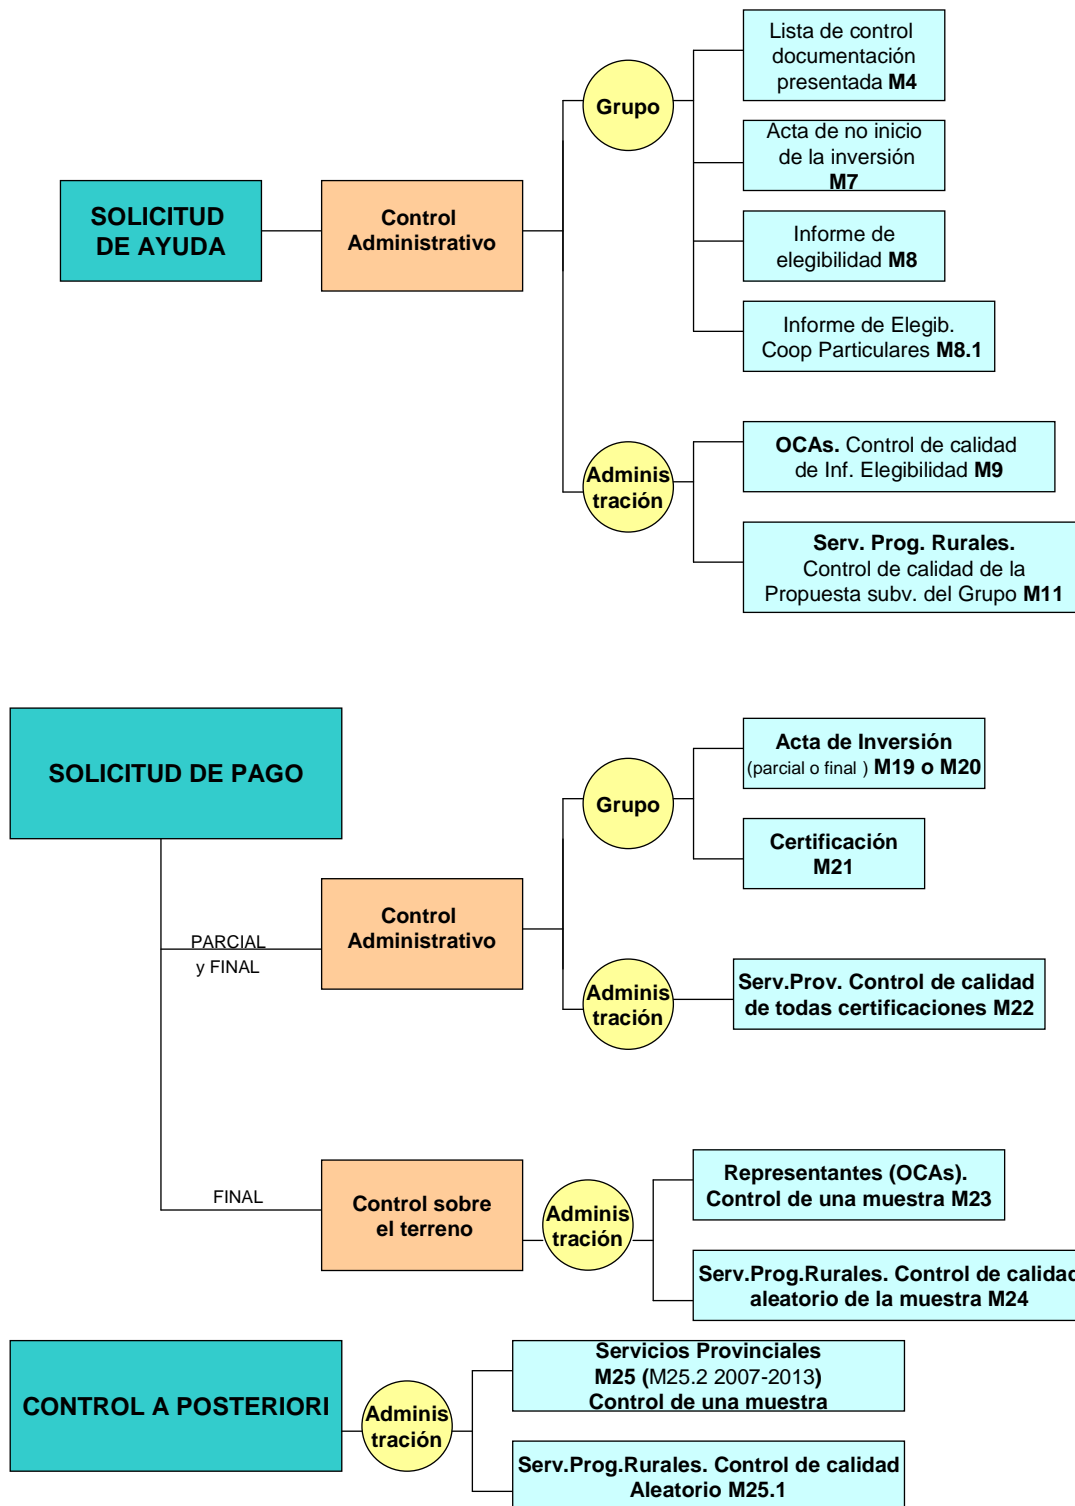 SOLICITUD
DE AYUDA
Control
Administrativo
Grupo
Lista de control
documentación
presentada M4
Acta de no inicio
de la inversión
M7
Informe de
elegibilidad M8
Informe de Elegib.
Coop Particulares M8.1
Adminis
tración
OCAs. Control de calidad
de Inf. Elegibilidad M9
Serv. Prog. Rurales.
Control de calidad de la
Propuesta subv. del Grupo M11
SOLICITUD DE PAGO
PARCIAL
y FINAL
Control
Administrativo
Grupo
Acta de Inversión
(parcial o final ) M19 o M20
Certificación
M21
Adminis
tración
Serv.Prov. Control de calidad
de todas certificaciones M22
FINAL
Control sobre
el terreno
Adminis
tración
Representantes (OCAs).
Control de una muestra M23
Serv.Prog.Rurales. Control de calidad
aleatorio de la muestra M24
CONTROL A POSTERIORI
Adminis
tración
Servicios Provinciales
M25 (M25.2 2007-2013)
Control de una muestra
Serv.Prog.Rurales. Control de calidad
Aleatorio M25.1